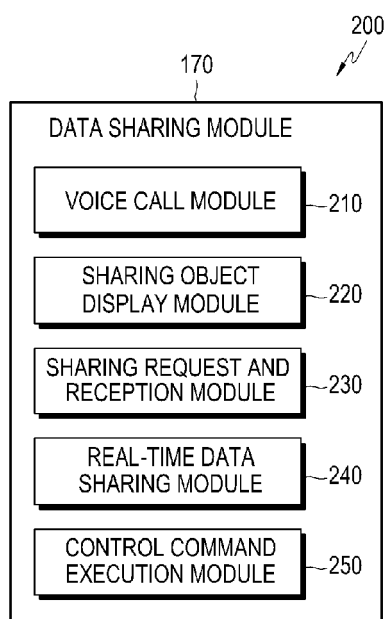 200
170
DATA SHARING MODULE
VOICE CALL MODULE
210
SHARING OBJECT
DISPLAY MODULE
220
SHARING REQUEST AND
RECEPTION MODULE
230
REAL-TIME DATA
SHARING MODULE
240
CONTROL COMMAND
EXECUTION MODULE
250